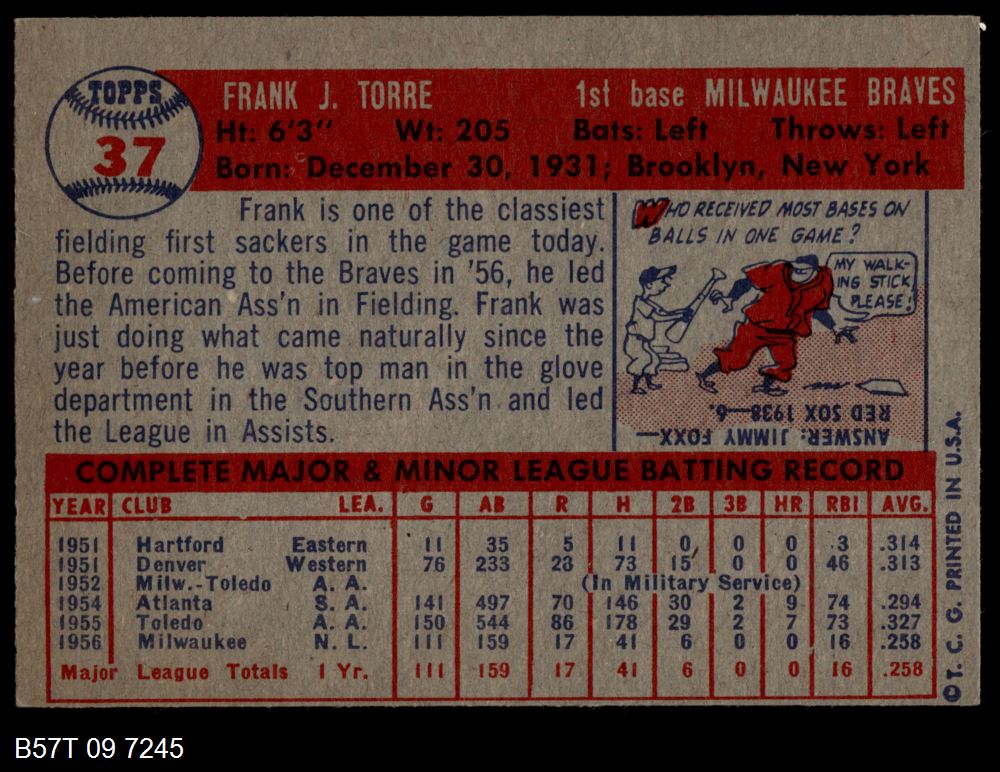 TOPPS
37
FRANK J. TORRE 1st base MILWAUKEE BRAVES
Ht: 6'3" Wt: 205 Bats: Left Throws: Left
Born: December 30, 1931; Brooklyn, New York
Frank is one of the classiest
fielding first sackers in the game today.
Before coming to the Braves in '56, he led
the American Ass'n in Fielding. Frank was
just doing what came naturally since the
year before he was top man in the glove
department in the Southern Ass'n and led
the League in Assists.
WHO RECEIVED MOST BASES ON
BALLS IN ONE GAME?
MY WALK-
ING STICK,
PLEASE!
ANSWER: JIMMY FOXX—
RED SOX 1938—6.
COMPLETE MAJOR & MINOR LEAGUE BATTING RECORD
YEAR CLUB LEA. G AB R H 2B 3B HR RBI AVG.
1951 Hartford Eastern 11 35 5 11 0 0 0 3 .314
1951 Denver Western 76 233 23 73 15 0 0 46 .313
1952 Milw.-Toledo A. A. (In Military Service)
1954 Atlanta S. A. 141 497 70 146 30 2 9 74 .294
1955 Toledo A. A. 150 544 86 178 29 2 7 73 .327
1956 Milwaukee N. L. 111 159 17 41 6 0 0 16 .258
Major League Totals 1 Yr. 111 159 17 41 6 0 0 16 .258
© T. C. G. PRINTED IN U.S.A.
B57T 09 7245